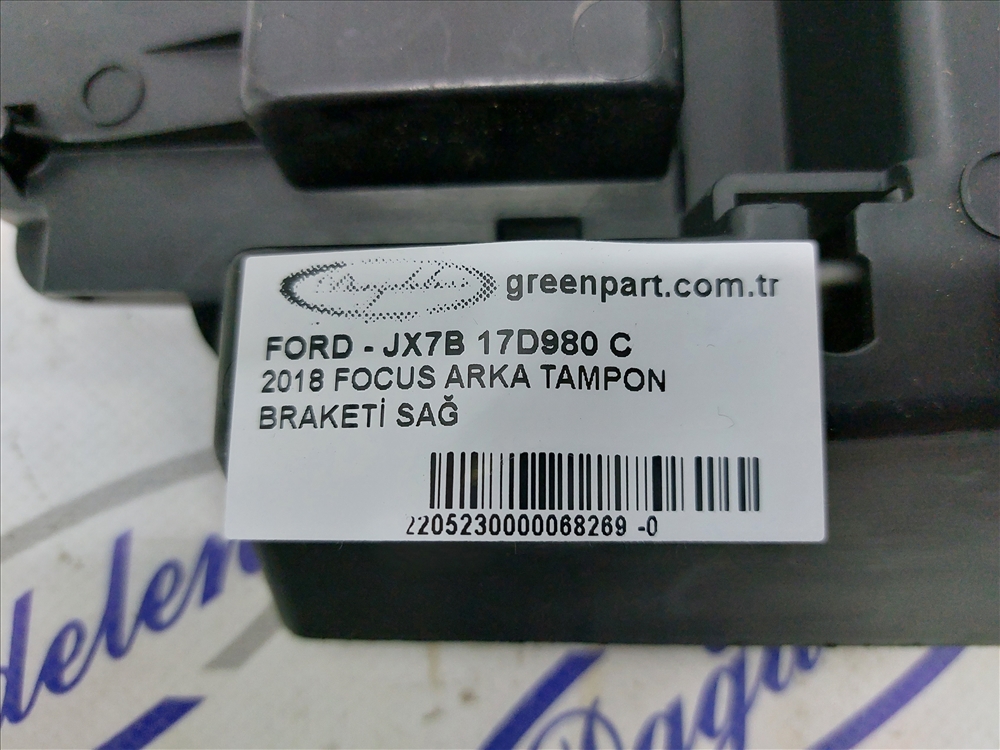 greenpart.com.tr
FORD - JX7B 17D980 C
2018 FOCUS ARKA TAMPON
BRAKETİ SAĞ
2205230000068269 -0